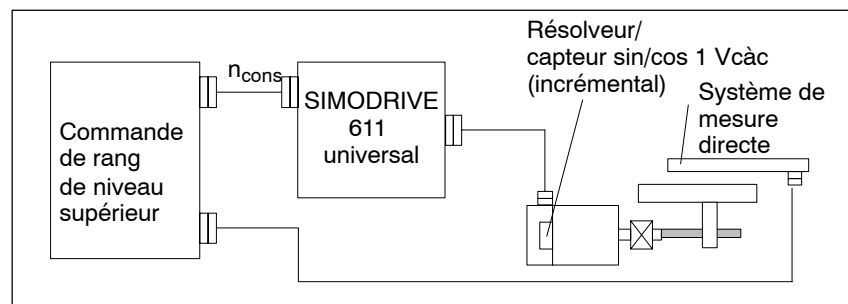 Résolveur/
capteur sin/cos 1 Vcàc
(incrémental)
Système de
mesure
directe
n_cons
SIMODRIVE
611
universal
Commande
de rang
de niveau
supérieur